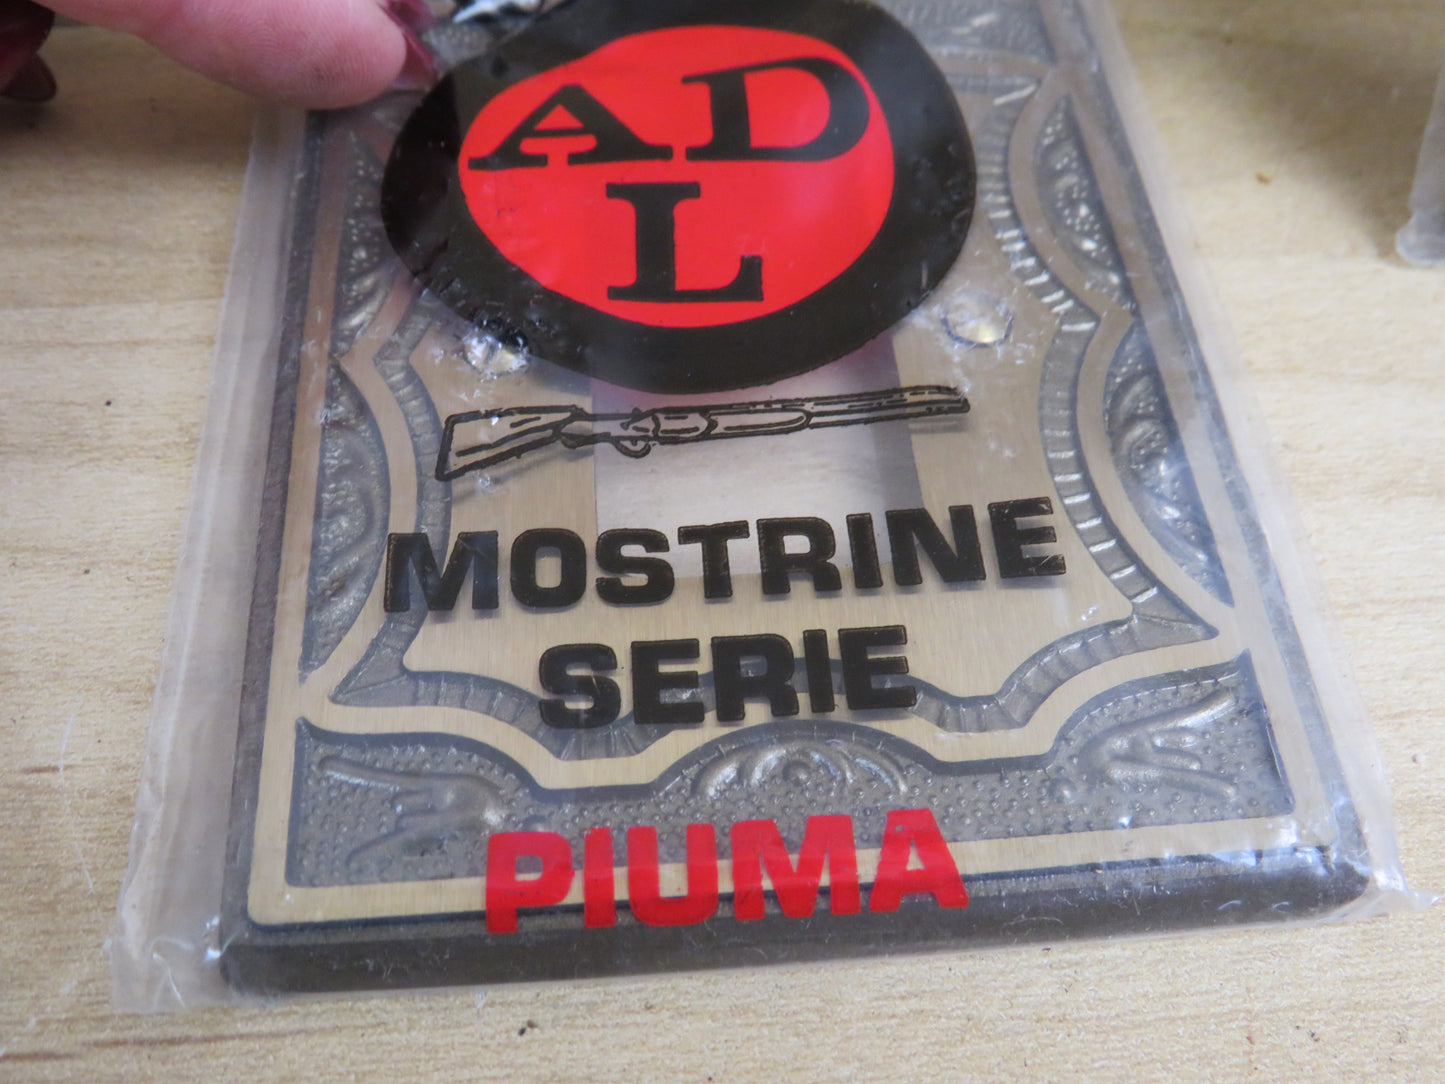 AD
L
MOSTRINE
SERIE
PIUMA